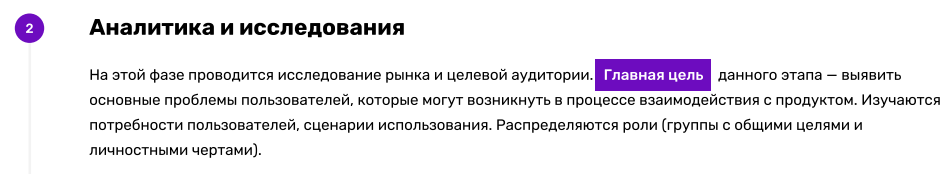 2
Аналитика и исследования
На этой фазе проводится исследование рынка и целевой аудитории. Главная цель данного этапа — выявить
основные проблемы пользователей, которые могут возникнуть в процессе взаимодействия с продуктом. Изучаются
потребности пользователей, сценарии использования. Распределяются роли (группы с общими целями и
личностными чертами).